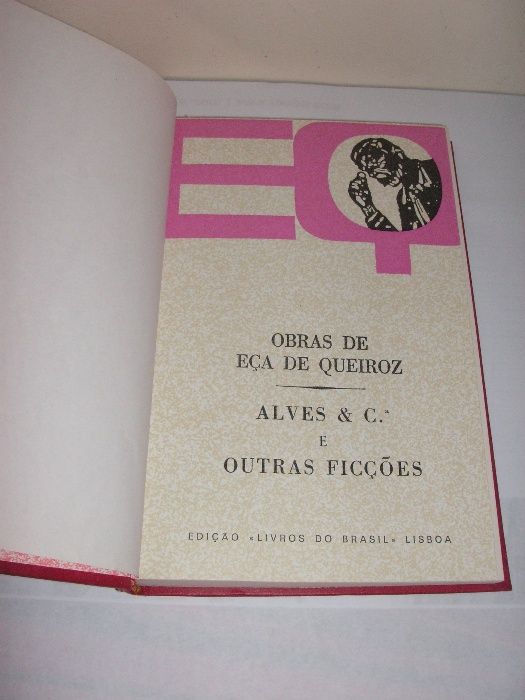 EQ
OBRAS DE
EÇA DE QUEIROZ
ALVES & C.ª
E
OUTRAS FICÇÕES
EDIÇÃO «LIVROS DO BRASIL» LISBOA